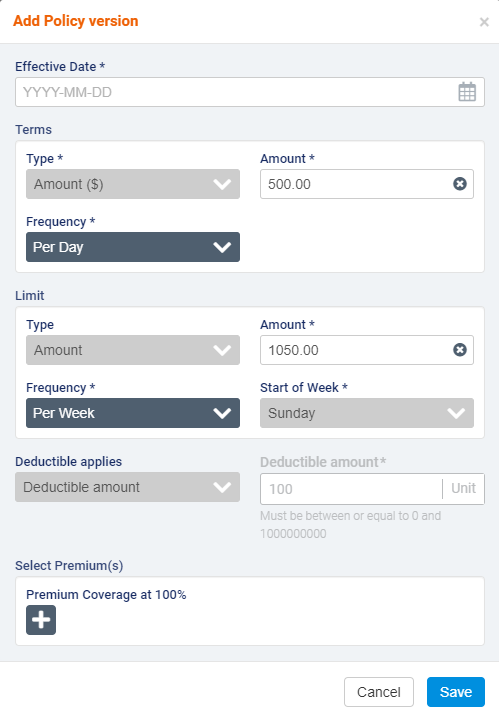 Add Policy version ×
Effective Date *
YYYY-MM-DD
Terms
Type * Amount *
Amount ($) 500.00
Frequency *
Per Day
Limit
Type Amount *
Amount 1050.00
Frequency * Start of Week *
Per Week Sunday
Deductible applies Deductible amount*
Deductible amount 100 Unit
Must be between or equal to 0 and
1000000000
Select Premium(s)
Premium Coverage at 100%
Cancel Save